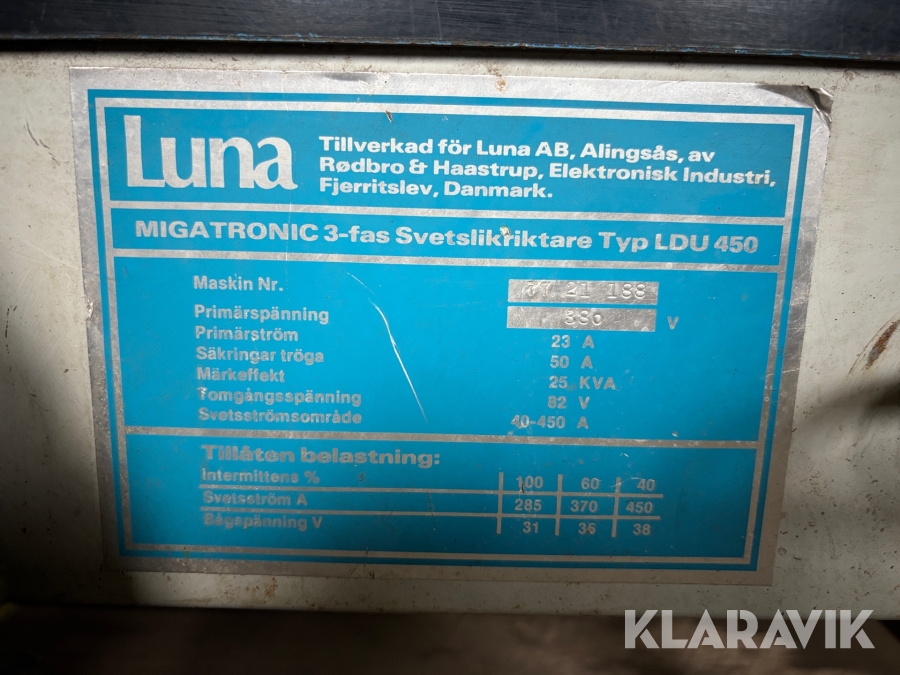 Luna
Tillverkad för Luna AB, Alingsås, av
Rødbro & Haastrup, Elektronisk Industri,
Fjerritslev, Danmark.
MIGATRONIC 3-fas Svetslikriktare Typ LDU 450
Maskin Nr. 21 188
Primärspänning 380 V
Primärström 23 A
Säkringar tröga 50 A
Märkeffekt 25 KVA
Tomgångsspänning 82 V
Svetsströmsområde 40-450 A
Tillåten belastning:
Intermittens % 100 60 40
Svetsström A 285 370 450
Bågspänning V 31 36 38
KLARAVIK